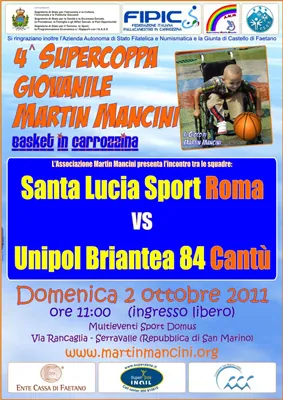 FIPIC
FEDERAZIONE ITALIANA
PALLACANESTRO IN CARROZZINA
Si ringraziano inoltre l'Azienda Autonoma di Stato Filatelica e Numismatica e la Giunta di Castello di Faetano
4^ SUPERCOPPA
GIOVANILE
MARTIN MANCINI
basket in carrozzina
MARTIN MANCINI
L'Associazione Martin Mancini presenta l'incontro tra le squadre:
Santa Lucia Sport Roma
VS
Unipol Briantea 84 Cantù
Domenica 2 ottobre 2011
ore 11:00 (ingresso libero)
Multieventi Sport Domus
Via Rancaglia - Serravalle (Repubblica di San Marino)
www.martinmancini.org
ENTE CASSA DI FAETANO
INAIL